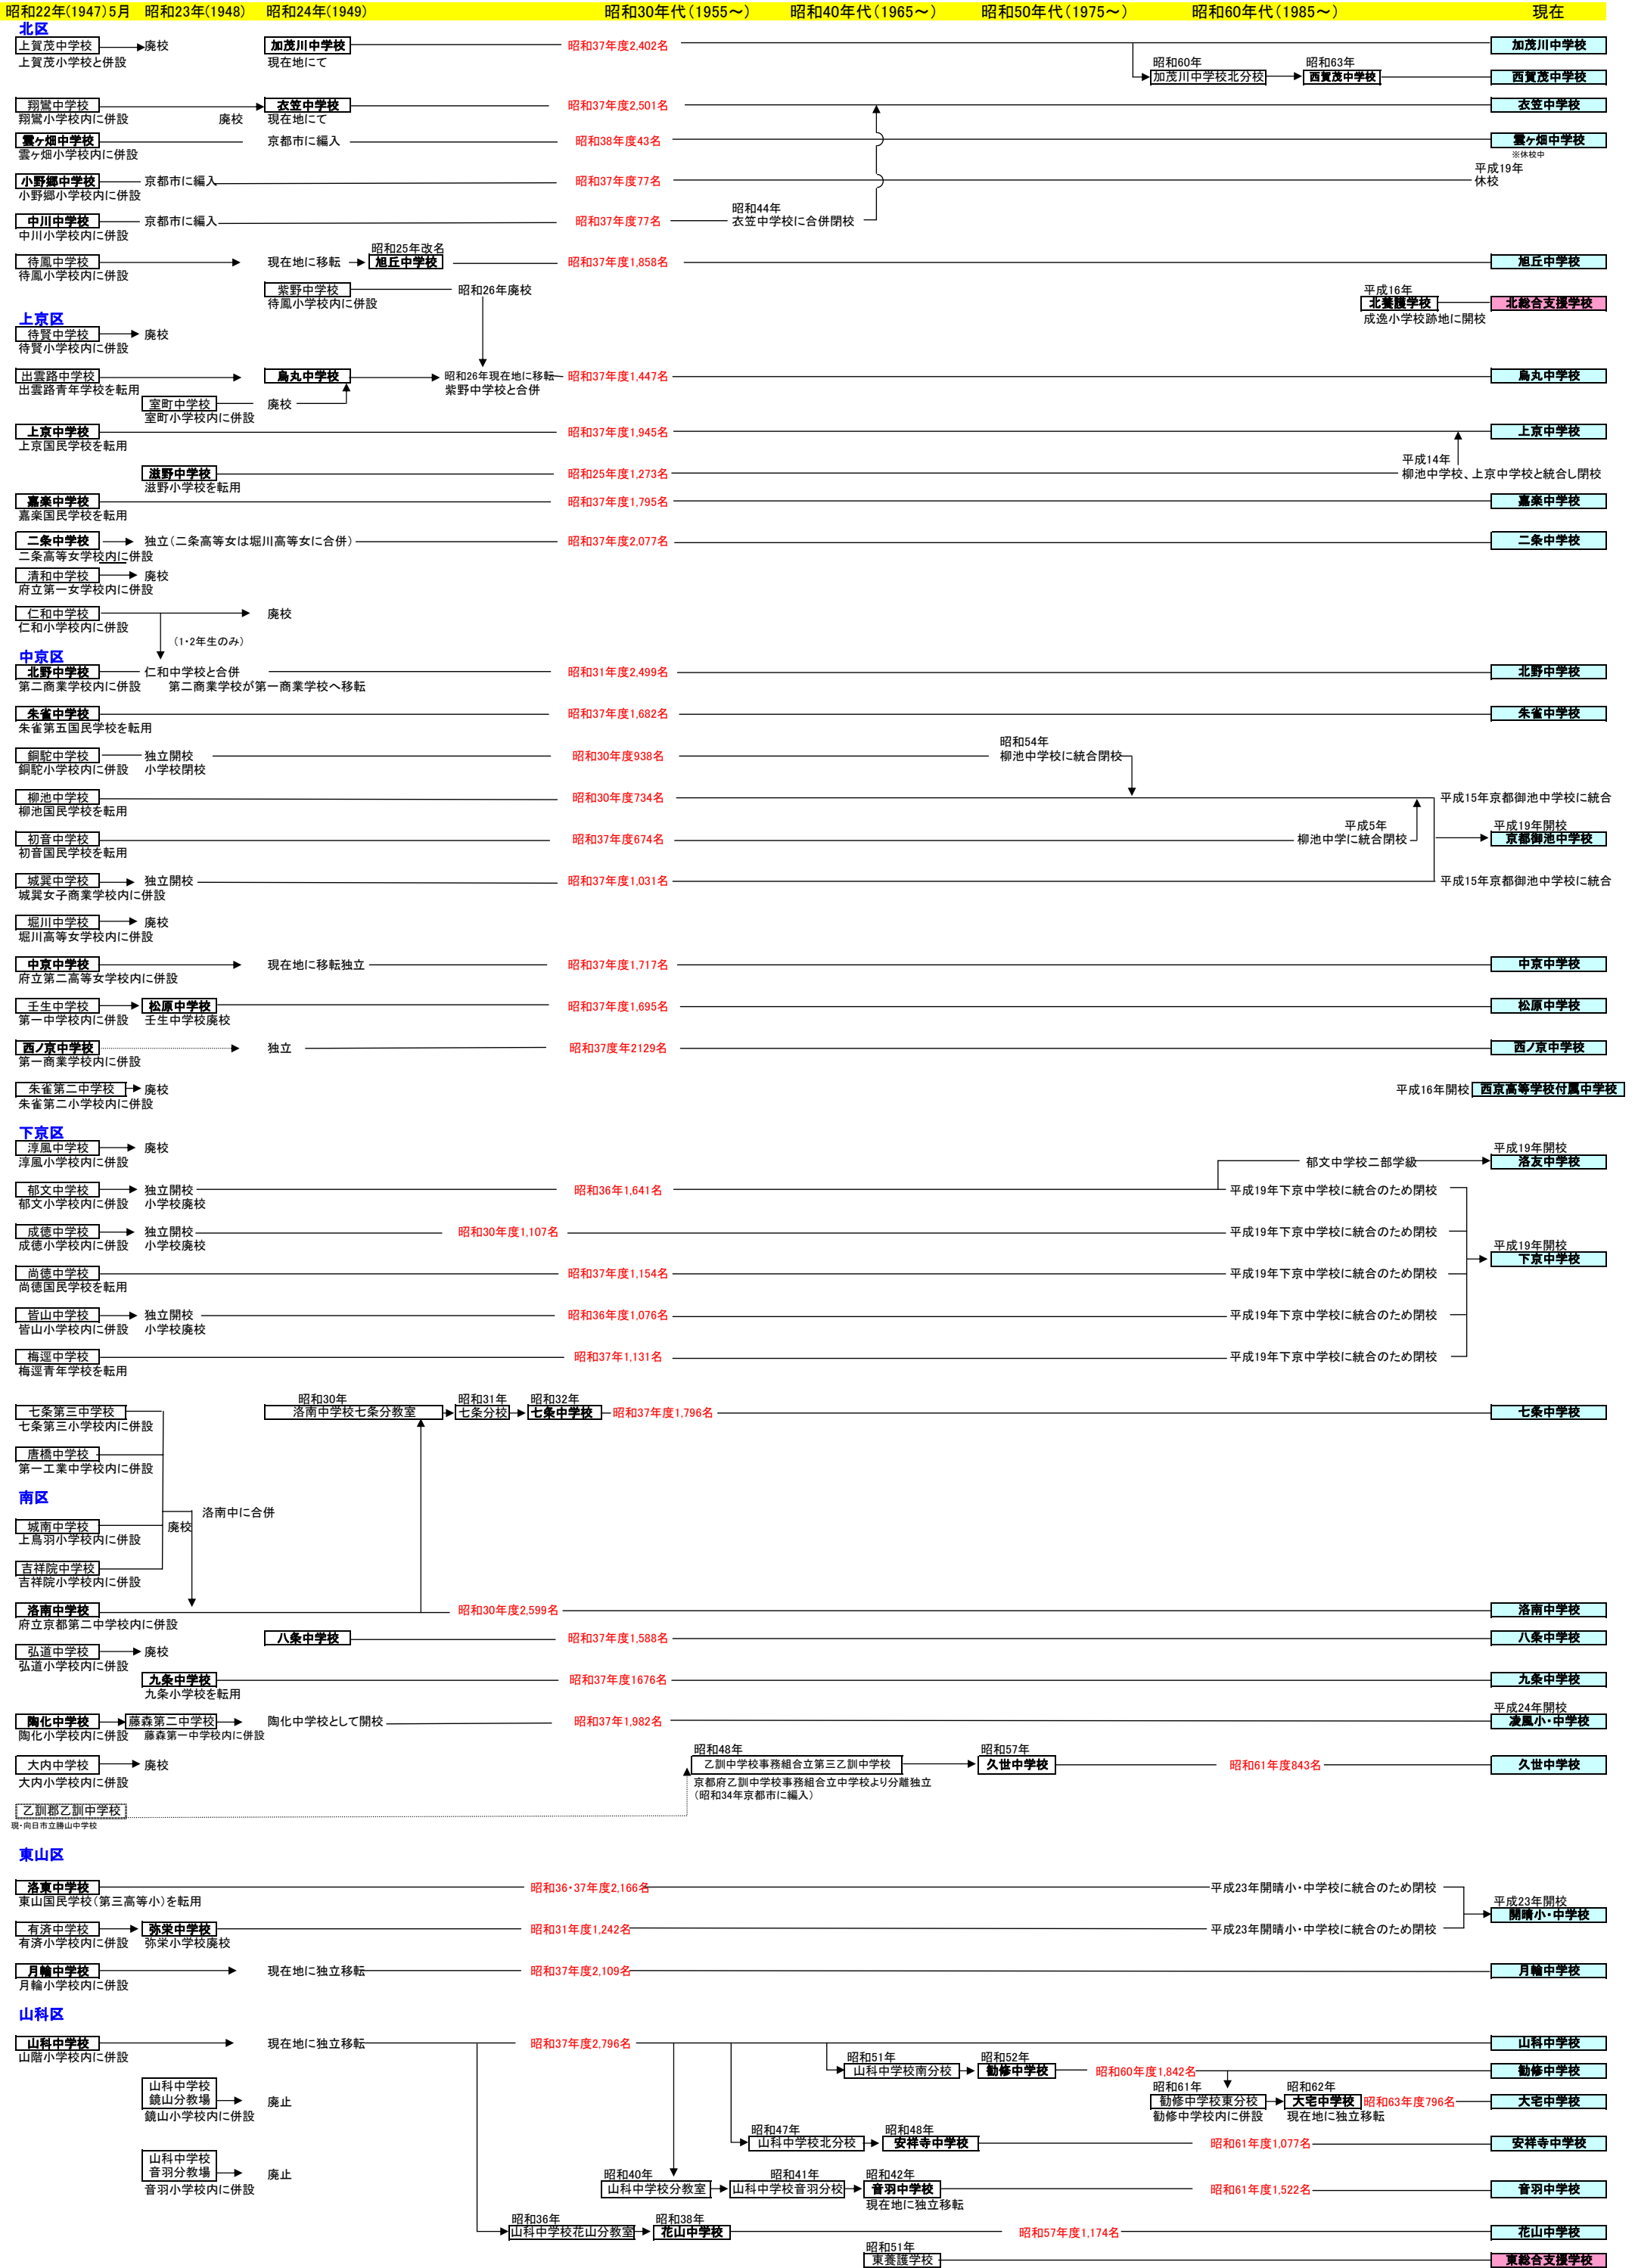 昭和22年(1947)5月 昭和23年(1948) 昭和24年(1949) 昭和30年代(1955～) 昭和40年代(1965～) 昭和50年代(1975～) 昭和60年代(1985～) 現在
北区
上賀茂中学校 廃校 加茂川中学校 昭和37年度2,402名 加茂川中学校
上賀茂小学校と併設 現在地にて 昭和60年 昭和63年
加茂川中学校北分校 西賀茂中学校 西賀茂中学校
翔鸞中学校 衣笠中学校 昭和37年度2,501名 衣笠中学校
翔鸞小学校内に併設 廃校 現在地にて
雲ヶ畑中学校 京都市に編入 昭和38年度43名 雲ヶ畑中学校
雲ヶ畑小学校内に併設 ※休校中
平成19年
小野郷中学校 京都市に編入 昭和37年度77名 休校
小野郷小学校内に併設
昭和44年
中川中学校 京都市に編入 昭和37年度77名 衣笠中学校に合併閉校
中川小学校内に併設
昭和25年改名
待鳳中学校 現在地に移転 旭丘中学校 昭和37年度1,858名 旭丘中学校
待鳳小学校内に併設
紫野中学校 昭和26年廃校 平成16年
待鳳小学校内に併設 北養護学校 北総合支援学校
上京区 成逸小学校跡地に開校
待賢中学校 廃校
待賢小学校内に併設
出雲路中学校 烏丸中学校 昭和26年現在地に移転 昭和37年度1,447名 烏丸中学校
出雲路青年学校を転用 紫野中学校と合併
室町中学校 廃校
室町小学校内に併設
上京中学校 昭和37年度1,945名 上京中学校
上京国民学校を転用
平成14年
滋野中学校 昭和25年度1,273名 柳池中学校、上京中学校と統合し閉校
滋野小学校を転用
嘉楽中学校 昭和37年度1,795名 嘉楽中学校
嘉楽国民学校を転用
二条中学校 独立(二条高等女は堀川高等女に合併) 昭和37年度2,077名 二条中学校
二条高等女学校内に併設
清和中学校 廃校
府立第一女学校内に併設
仁和中学校 廃校
仁和小学校内に併設
(1・2年生のみ)
中京区
北野中学校 仁和中学校と合併 昭和31年度2,499名 北野中学校
第二商業学校内に併設 第二商業学校が第一商業学校へ移転
朱雀中学校 昭和37年度1,682名 朱雀中学校
朱雀第五国民学校を転用
昭和54年
銅駝中学校 独立開校 昭和30年度938名 柳池中学校に統合閉校
銅駝小学校内に併設 小学校閉校
柳池中学校 昭和30年度734名 平成15年京都御池中学校に統合
柳池国民学校を転用
平成5年 平成19年開校
初音中学校 昭和37年度674名 柳池中学に統合閉校 京都御池中学校
初音国民学校を転用
城巽中学校 独立開校 昭和37年度1,031名 平成15年京都御池中学校に統合
城巽女子商業学校内に併設
堀川中学校 廃校
堀川高等女学校内に併設
中京中学校 現在地に移転独立 昭和37年度1,717名 中京中学校
府立第二高等女学校内に併設
壬生中学校 松原中学校 昭和37年度1,695名 松原中学校
第一中学校内に併設 壬生中学校廃校
西ノ京中学校 独立 昭和37度年2129名 西ノ京中学校
第一商業学校内に併設
朱雀第二中学校 廃校 平成16年開校 西京高等学校付属中学校
朱雀第二小学校内に併設
下京区
淳風中学校 廃校 平成19年開校
淳風小学校内に併設 郁文中学校二部学級 洛友中学校
郁文中学校 独立開校 昭和36年1,641名 平成19年下京中学校に統合のため閉校
郁文小学校内に併設 小学校廃校
成徳中学校 独立開校 昭和30年度1,107名 平成19年下京中学校に統合のため閉校
成徳小学校内に併設 小学校廃校 平成19年開校
下京中学校
尚徳中学校 昭和37年度1,154名 平成19年下京中学校に統合のため閉校
尚徳国民学校を転用
皆山中学校 独立開校 昭和36年度1,076名 平成19年下京中学校に統合のため閉校
皆山小学校内に併設 小学校廃校
梅逕中学校 昭和37年1,131名 平成19年下京中学校に統合のため閉校
梅逕青年学校を転用
昭和30年 昭和31年 昭和32年
七条第三中学校 洛南中学校七条分教室 七条分校 七条中学校 昭和37年度1,796名 七条中学校
七条第三小学校内に併設
唐橋中学校
第一工業中学校内に併設
南区
洛南中に合併
城南中学校 廃校
上鳥羽小学校内に併設
吉祥院中学校
吉祥院小学校内に併設
洛南中学校 昭和30年度2,599名 洛南中学校
府立京都第二中学校内に併設
八条中学校 昭和37年度1,588名 八条中学校
弘道中学校 廃校
弘道小学校内に併設
九条中学校 昭和37年度1676名 九条中学校
九条小学校を転用
平成24年開校
陶化中学校 藤森第二中学校 陶化中学校として開校 昭和37年1,982名 凌風小・中学校
陶化小学校内に併設 藤森第一中学校内に併設
昭和48年 昭和57年
大内中学校 廃校 乙訓中学校事務組合立第三乙訓中学校 久世中学校 昭和61年度843名 久世中学校
大内小学校内に併設 京都府乙訓中学校事務組合立中学校より分離独立
(昭和34年京都市に編入)
乙訓郡乙訓中学校
現・向日市立勝山中学校
東山区
洛東中学校 昭和36・37年度2,166名 平成23年開晴小・中学校に統合のため閉校
東山国民学校(第三高等小)を転用 平成23年開校
開晴小・中学校
有済中学校 弥栄中学校 昭和31年度1,242名 平成23年開晴小・中学校に統合のため閉校
有済小学校内に併設 弥栄小学校廃校
月輪中学校 現在地に独立移転 昭和37年度2,109名 月輪中学校
月輪小学校内に併設
山科区
山科中学校 現在地に独立移転 昭和37年度2,796名 山科中学校
山階小学校内に併設 昭和51年 昭和52年
山科中学校南分校 勧修中学校 昭和60年度1,842名 勧修中学校
山科中学校 昭和61年 昭和62年
鏡山分教場 廃止 勧修中学校東分校 大宅中学校 昭和63年度796名 大宅中学校
鏡山小学校内に併設 勧修中学校内に併設 現在地に独立移転
昭和47年 昭和48年
山科中学校北分校 安祥寺中学校 昭和61年度1,077名 安祥寺中学校
山科中学校
音羽分教場 廃止 昭和40年 昭和41年 昭和42年
音羽小学校内に併設 山科中学校分教室 山科中学校音羽分校 音羽中学校 昭和61年度1,522名 音羽中学校
現在地に独立移転
昭和36年 昭和38年
山科中学校花山分教室 花山中学校 昭和57年度1,174名 花山中学校
昭和51年
東養護学校 東総合支援学校